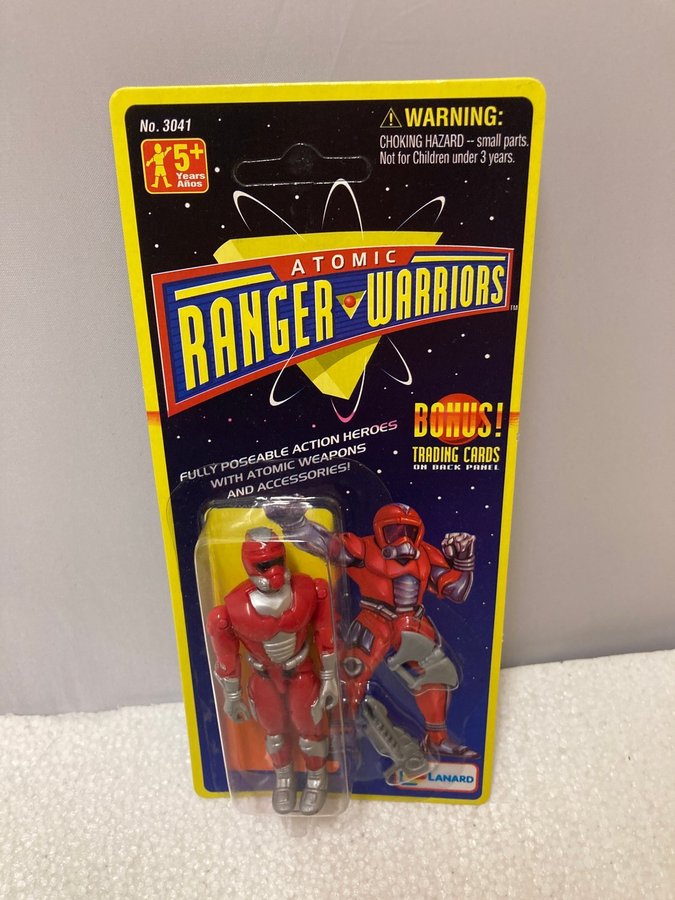 No. 3041
5+
Years
Años
⚠ WARNING:
CHOKING HAZARD -- small parts.
Not for Children under 3 years.
ATOMIC
RANGER WARRIORS
TM
BONUS!
TRADING CARDS
ON BACK PANEL
FULLY POSEABLE ACTION HEROES
WITH ATOMIC WEAPONS
AND ACCESSORIES!
LANARD